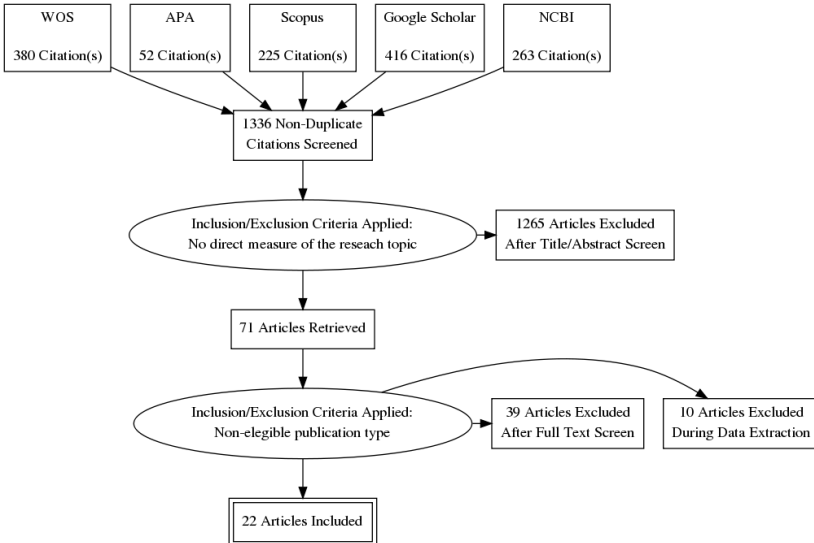 WOS
380 Citation(s)
APA
52 Citation(s)
Scopus
225 Citation(s)
Google Scholar
416 Citation(s)
NCBI
263 Citation(s)
1336 Non-Duplicate
Citations Screened
Inclusion/Exclusion Criteria Applied:
No direct measure of the reseach topic
1265 Articles Excluded
After Title/Abstract Screen
71 Articles Retrieved
Inclusion/Exclusion Criteria Applied:
Non-elegible publication type
39 Articles Excluded
After Full Text Screen
10 Articles Excluded
During Data Extraction
22 Articles Included